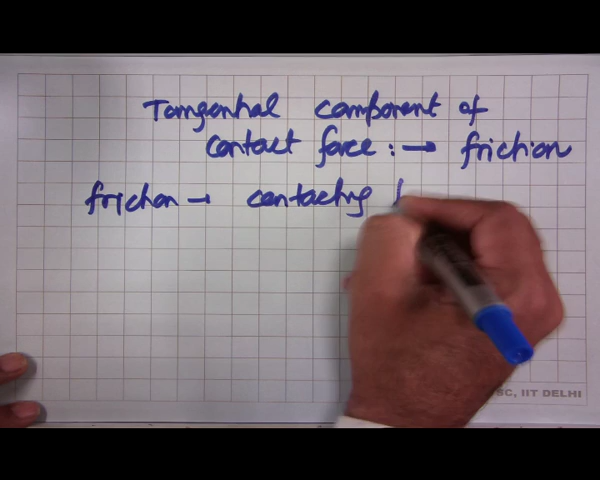 Tangential component of
contact force :→ friction
friction → contacting
SC, IIT DELHI